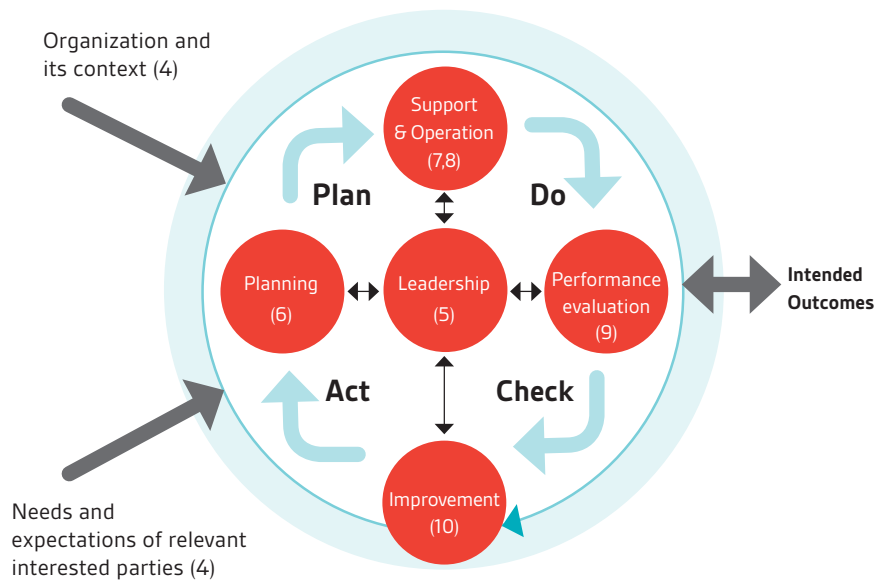 Organization and
its context (4)
Support
& Operation
(7,8)
Plan
Do
Planning
(6)
Leadership
(5)
Performance
evaluation
(9)
Intended
Outcomes
Act
Check
Improvement
(10)
Needs and
expectations of relevant
interested parties (4)